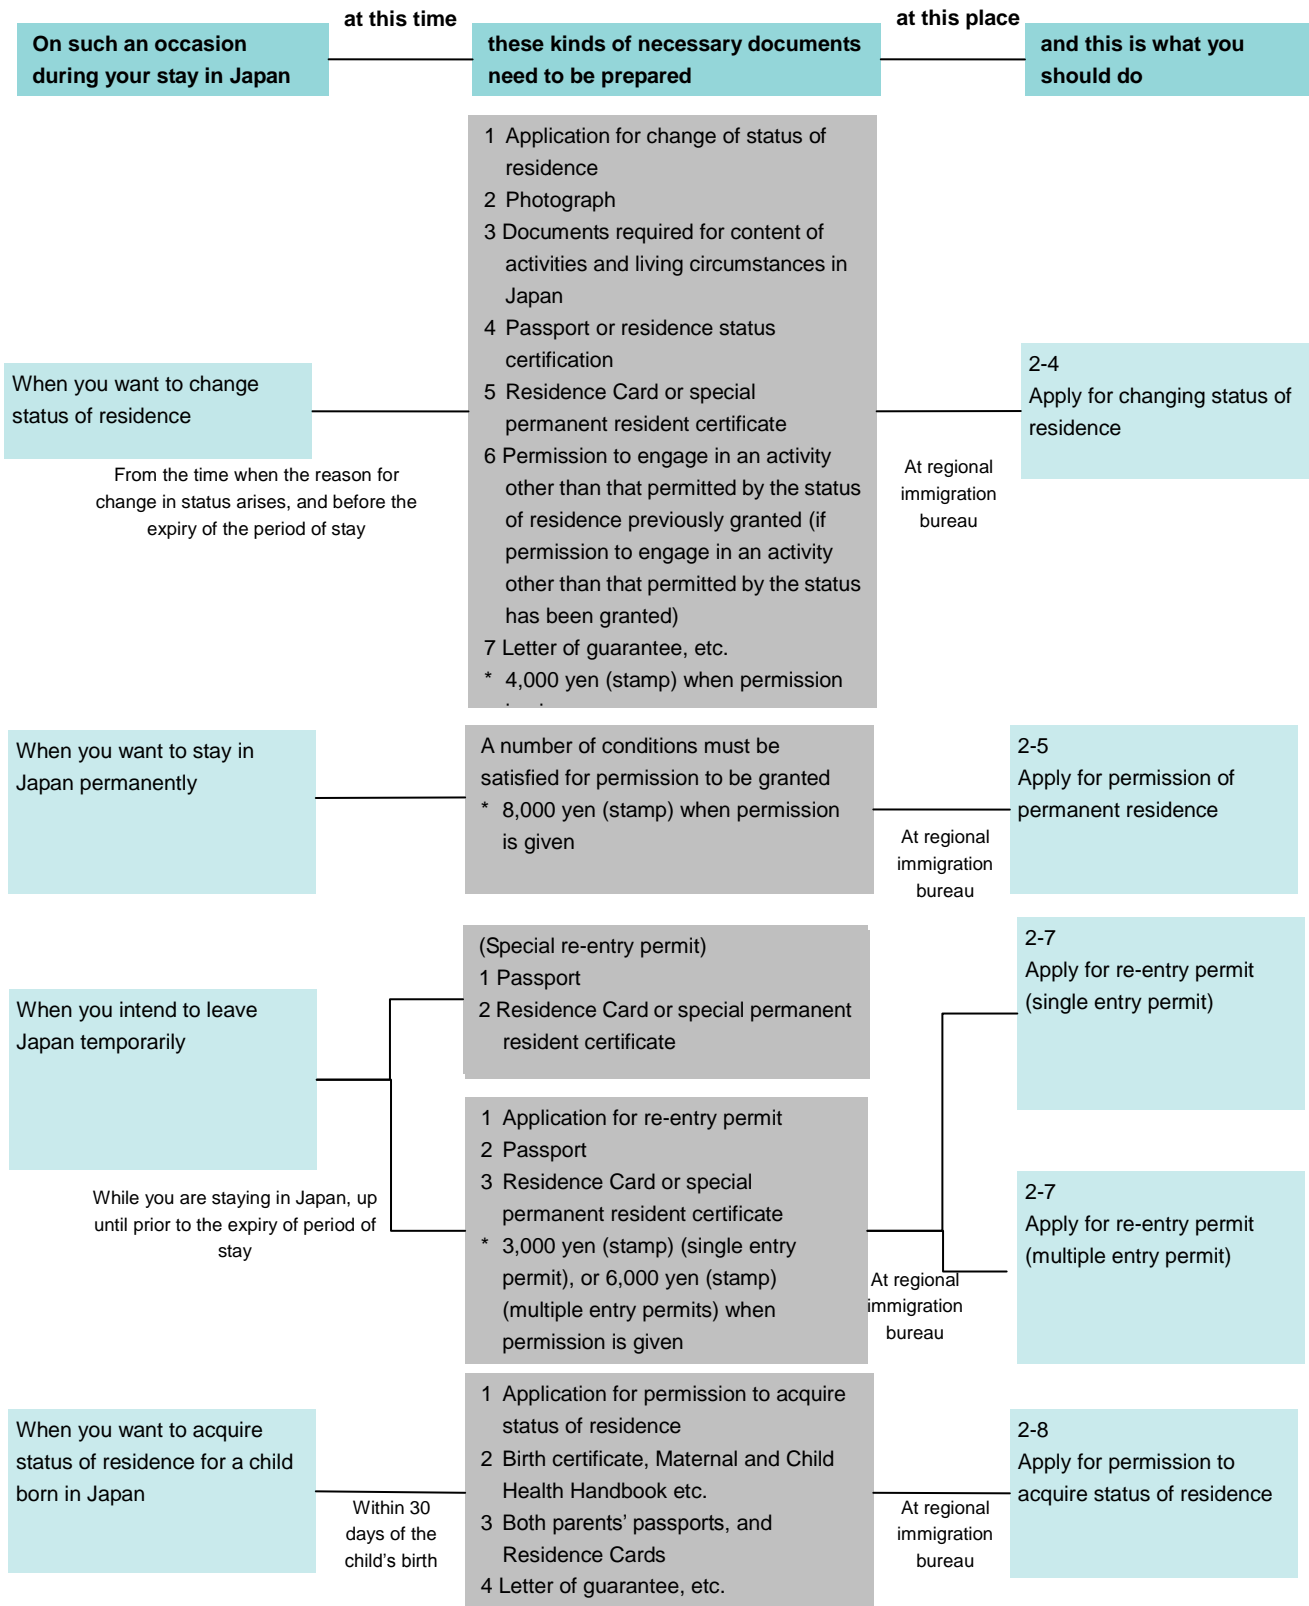 at this time
at this place
On such an occasion
during your stay in Japan
these kinds of necessary documents
need to be prepared
and this is what you
should do
When you want to change
status of residence
From the time when the reason for
change in status arises, and before the
expiry of the period of stay
1 Application for change of status of
residence
2 Photograph
3 Documents required for content of
activities and living circumstances in
Japan
4 Passport or residence status
certification
5 Residence Card or special
permanent resident certificate
6 Permission to engage in an activity
other than that permitted by the status
of residence previously granted (if
permission to engage in an activity
other than that permitted by the status
has been granted)
7 Letter of guarantee, etc.
* 4,000 yen (stamp) when permission
At regional
immigration
bureau
2-4
Apply for changing status of
residence
When you want to stay in
Japan permanently
A number of conditions must be
satisfied for permission to be granted
* 8,000 yen (stamp) when permission
is given
At regional
immigration
bureau
2-5
Apply for permission of
permanent residence
When you intend to leave
Japan temporarily
While you are staying in Japan, up
until prior to the expiry of period of
stay
(Special re-entry permit)
1 Passport
2 Residence Card or special permanent
resident certificate
1 Application for re-entry permit
2 Passport
3 Residence Card or special
permanent resident certificate
* 3,000 yen (stamp) (single entry
permit), or 6,000 yen (stamp)
(multiple entry permits) when
permission is given
At regional
immigration
bureau
2-7
Apply for re-entry permit
(single entry permit)
2-7
Apply for re-entry permit
(multiple entry permit)
When you want to acquire
status of residence for a child
born in Japan
Within 30
days of the
child's birth
1 Application for permission to acquire
status of residence
2 Birth certificate, Maternal and Child
Health Handbook etc.
3 Both parents' passports, and
Residence Cards
4 Letter of guarantee, etc.
At regional
immigration
bureau
2-8
Apply for permission to
acquire status of residence